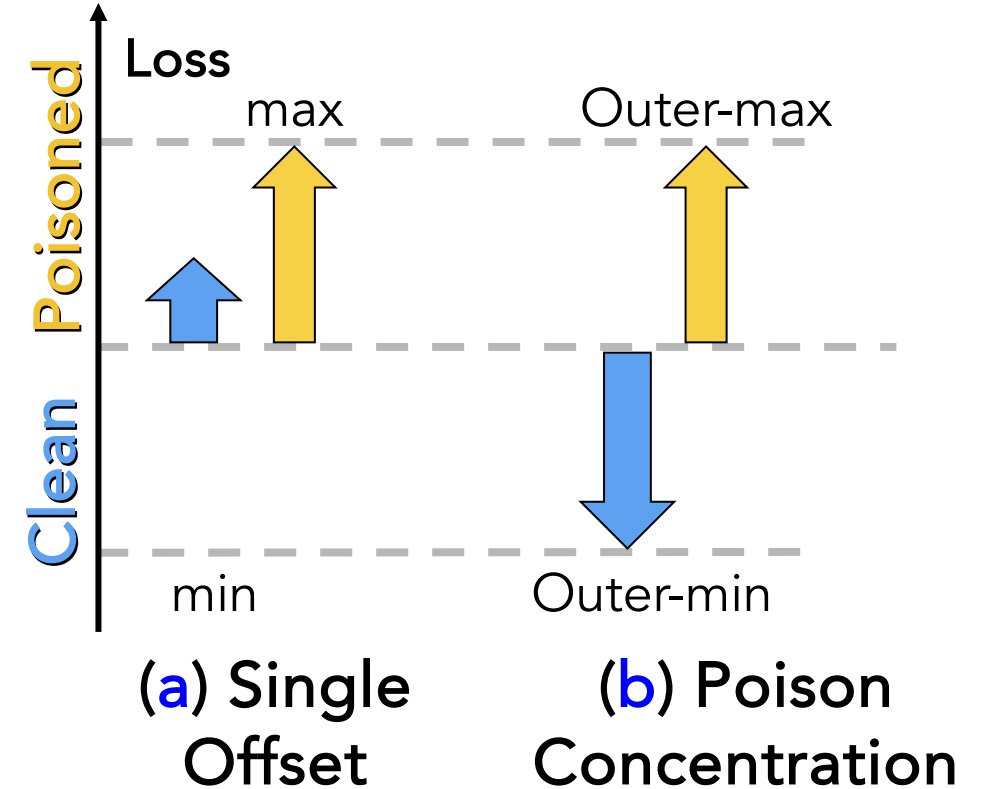 Loss
Poisoned
Clean
max
Outer-max
min
Outer-min
(a) Single
Offset
(b) Poison
Concentration